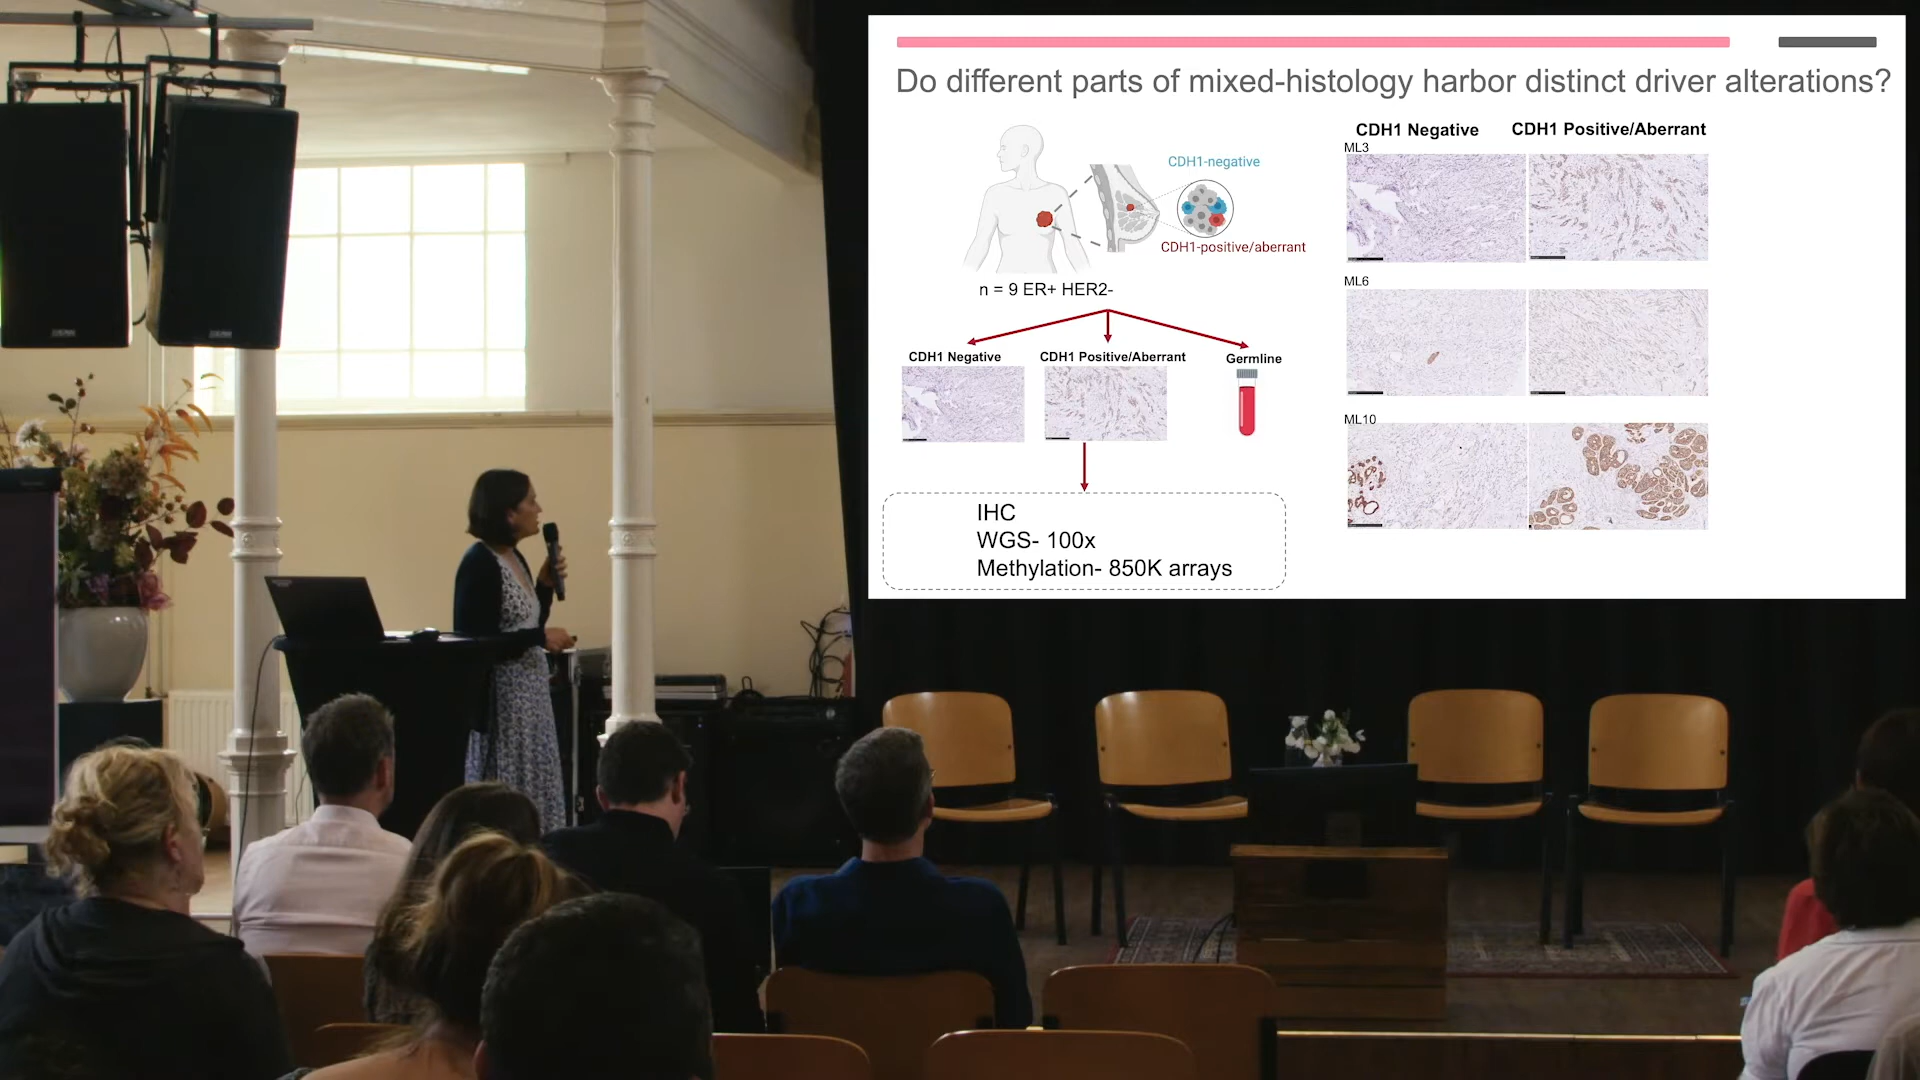 Do different parts of mixed-histology harbor distinct driver alterations?
CDH1-negative
CDH1-positive/aberrant
n = 9 ER+ HER2-
CDH1 Negative
CDH1 Positive/Aberrant
Germline
IHC
WGS- 100x
Methylation- 850K arrays
CDH1 Negative
CDH1 Positive/Aberrant
ML3
ML6
ML10